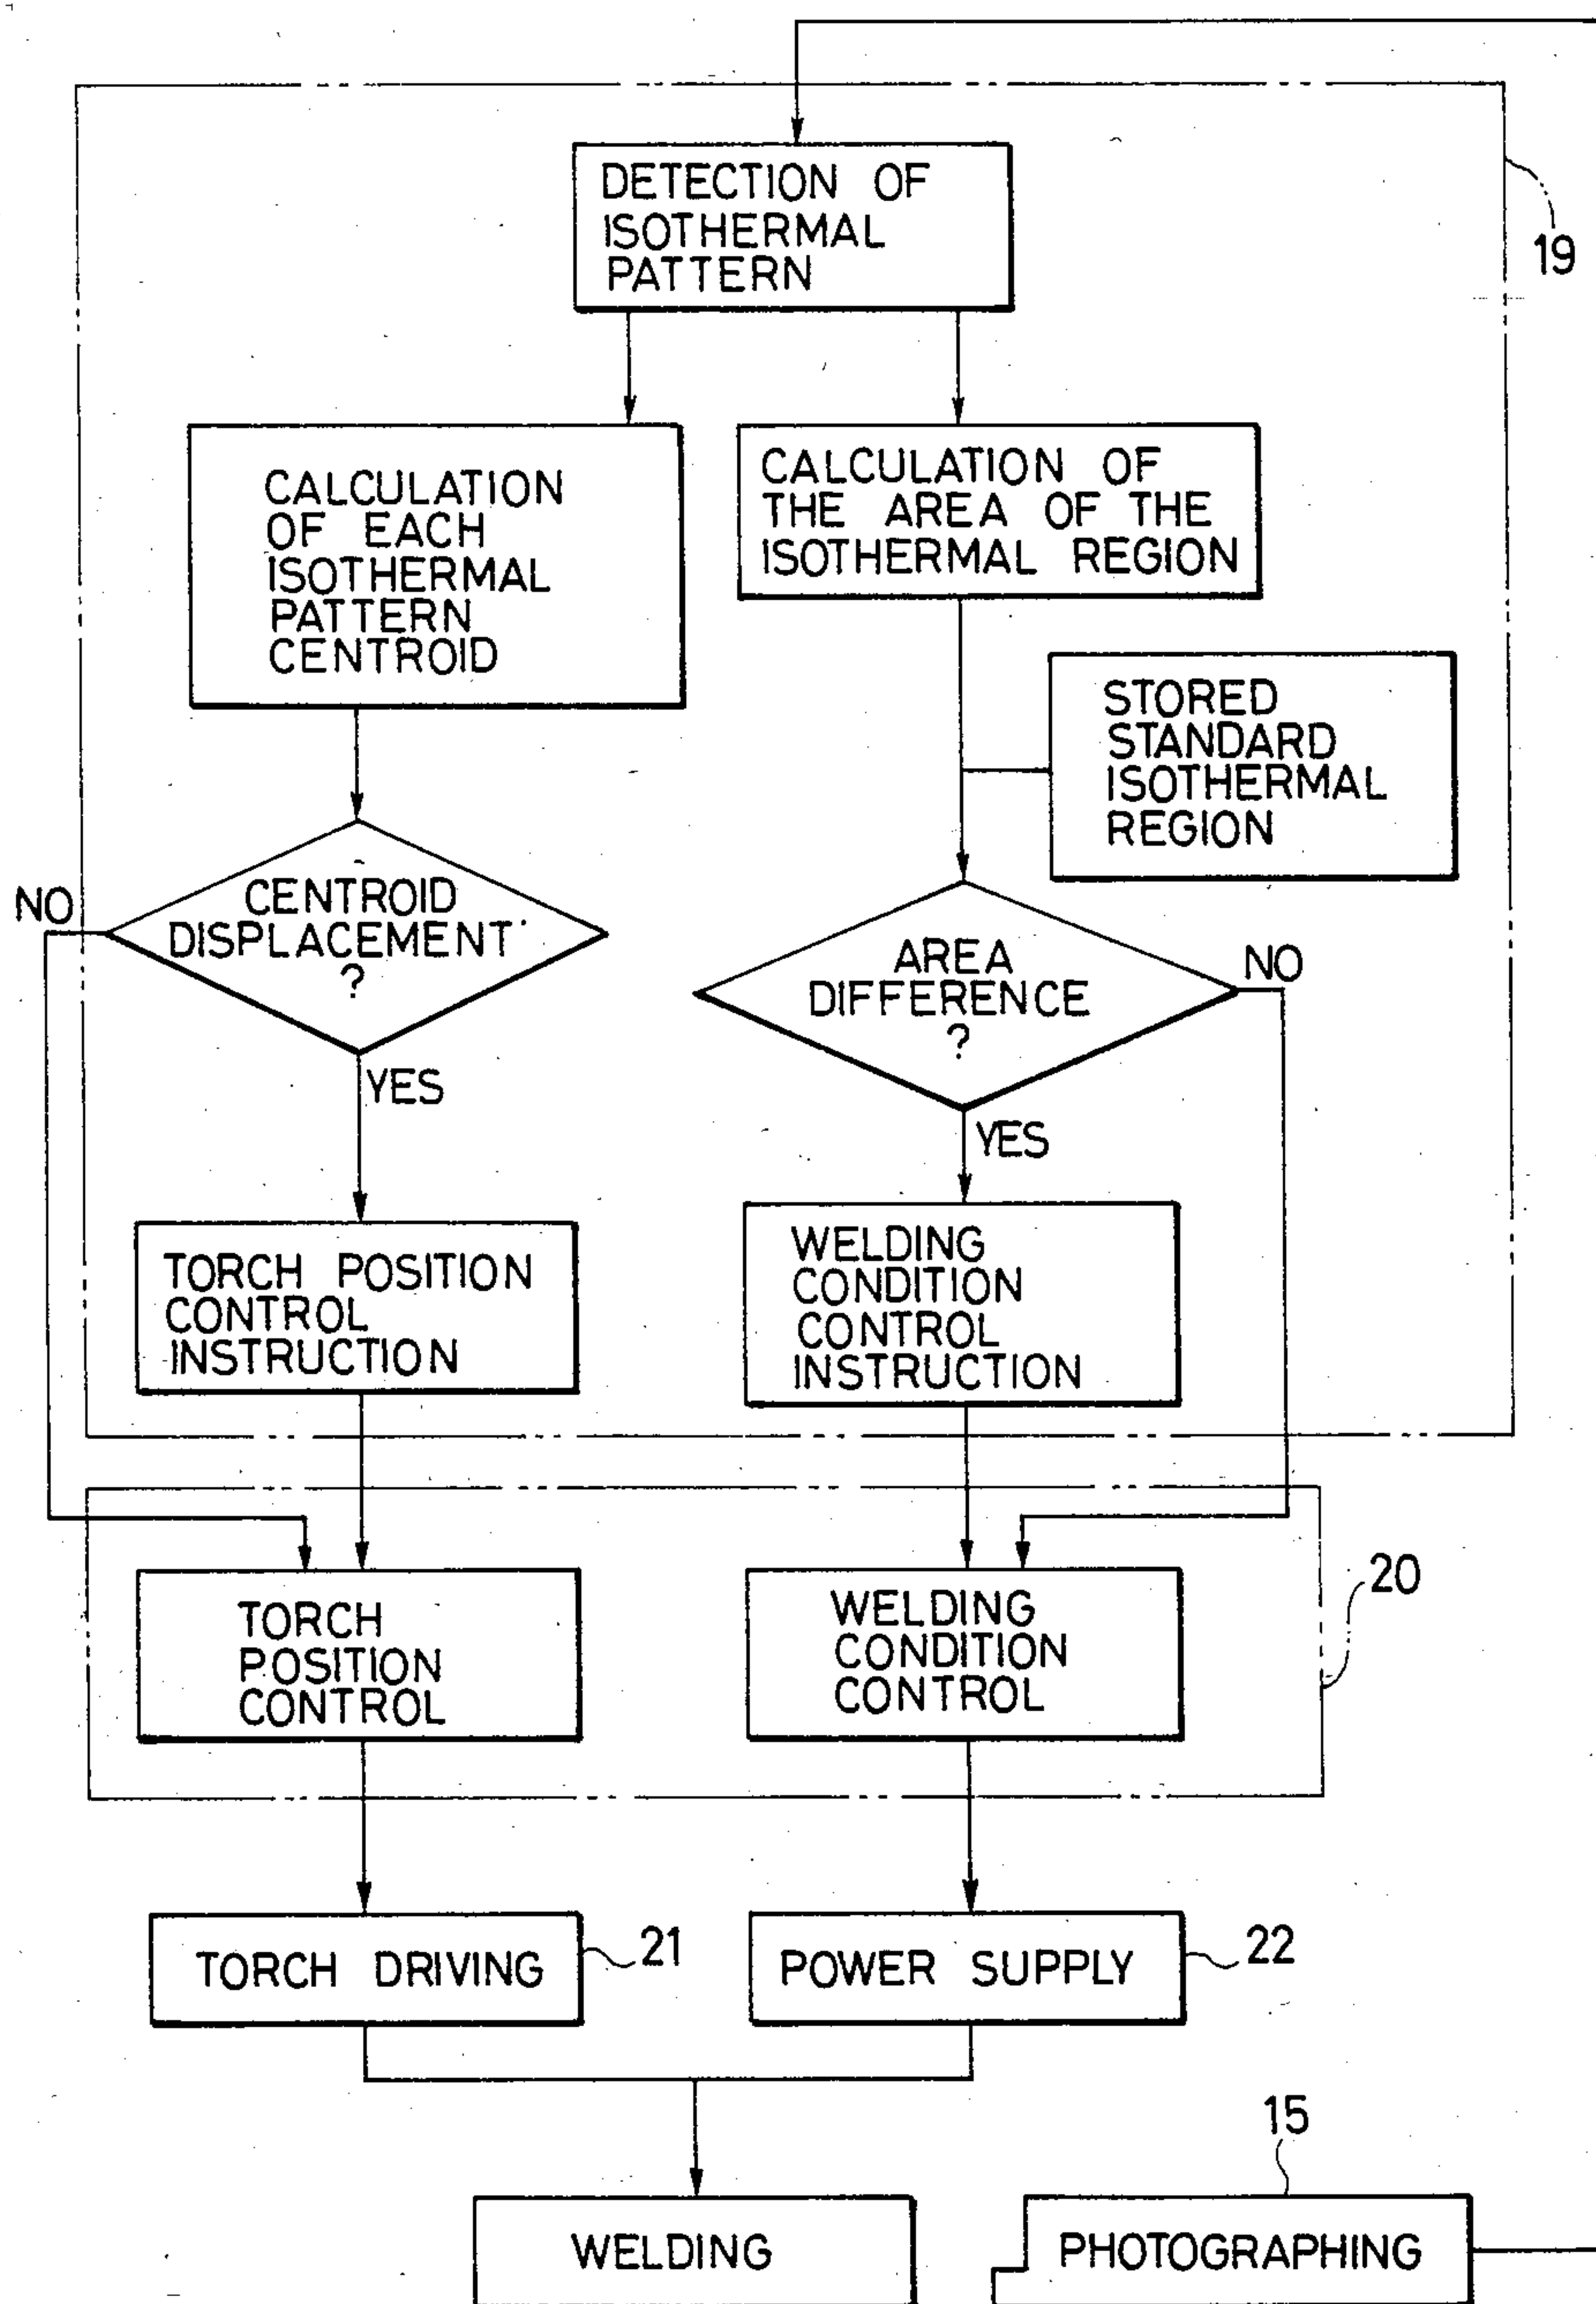 DETECTION OF
ISOTHERMAL
PATTERN
19
CALCULATION
OF EACH
ISOTHERMAL
PATTERN
CENTROID
CALCULATION OF
THE AREA OF THE
ISOTHERMAL REGION
STORED
STANDARD
ISOTHERMAL
REGION
NO
CENTROID
DISPLACEMENT
?
YES
AREA
DIFFERENCE
?
NO
YES
TORCH POSITION
CONTROL
INSTRUCTION
WELDING
CONDITION
CONTROL
INSTRUCTION
TORCH
POSITION
CONTROL
WELDING
CONDITION
CONTROL
20
TORCH DRIVING
21
POWER SUPPLY
22
15
WELDING
PHOTOGRAPHING